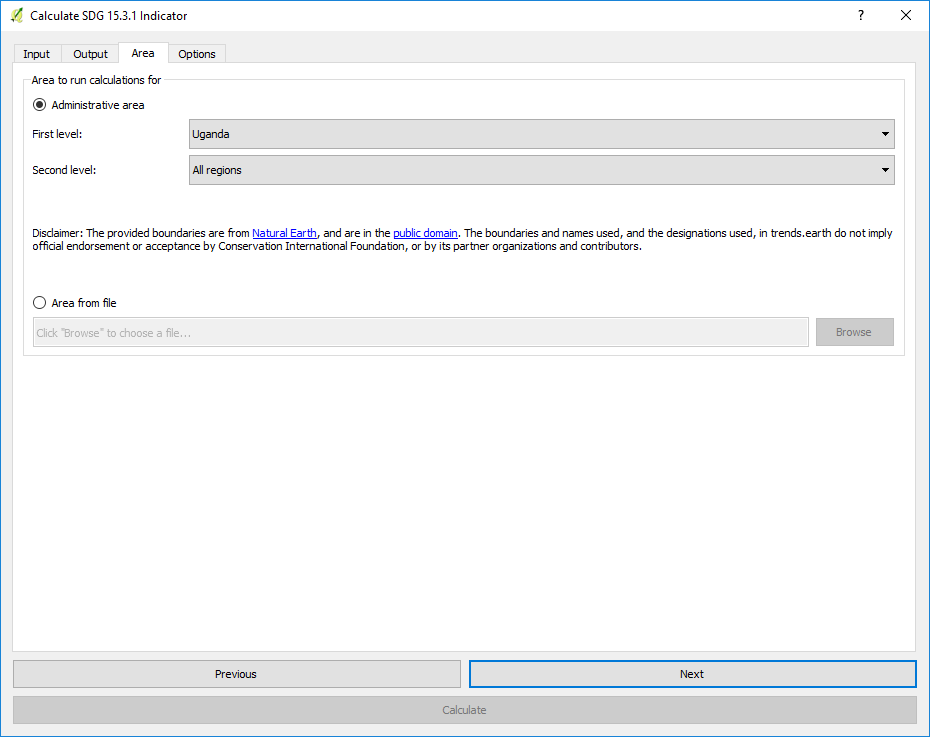 Calculate SDG 15.3.1 Indicator
?
Input
Output
Area
Options
Area to run calculations for
Administrative area
First level:
Uganda
Second level:
All regions
Disclaimer: The provided boundaries are from Natural Earth, and are in the public domain. The boundaries and names used, and the designations used, in trends.earth do not imply
official endorsement or acceptance by Conservation International Foundation, or by its partner organizations and contributors.
Area from file
Click "Browse" to choose a file...
Browse
Previous
Next
Calculate